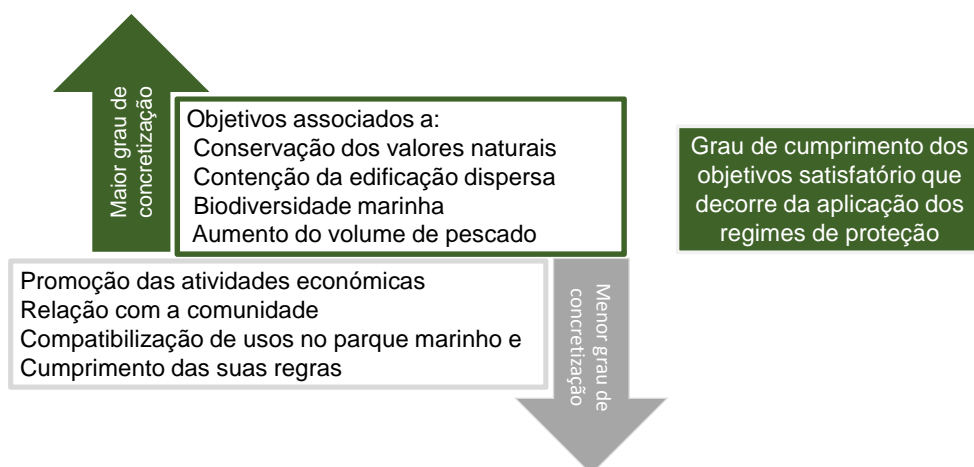 Maior grau de
concretização
Objetivos associados a:
Conservação dos valores naturais
Contenção da edificação dispersa
Biodiversidade marinha
Aumento do volume de pescado
Grau de cumprimento dos
objetivos satisfatório que
decorre da aplicação dos
regimes de proteção
Promoção das atividades económicas
Relação com a comunidade
Compatibilização de usos no parque marinho e
Cumprimento das suas regras
Menor grau de
concretização